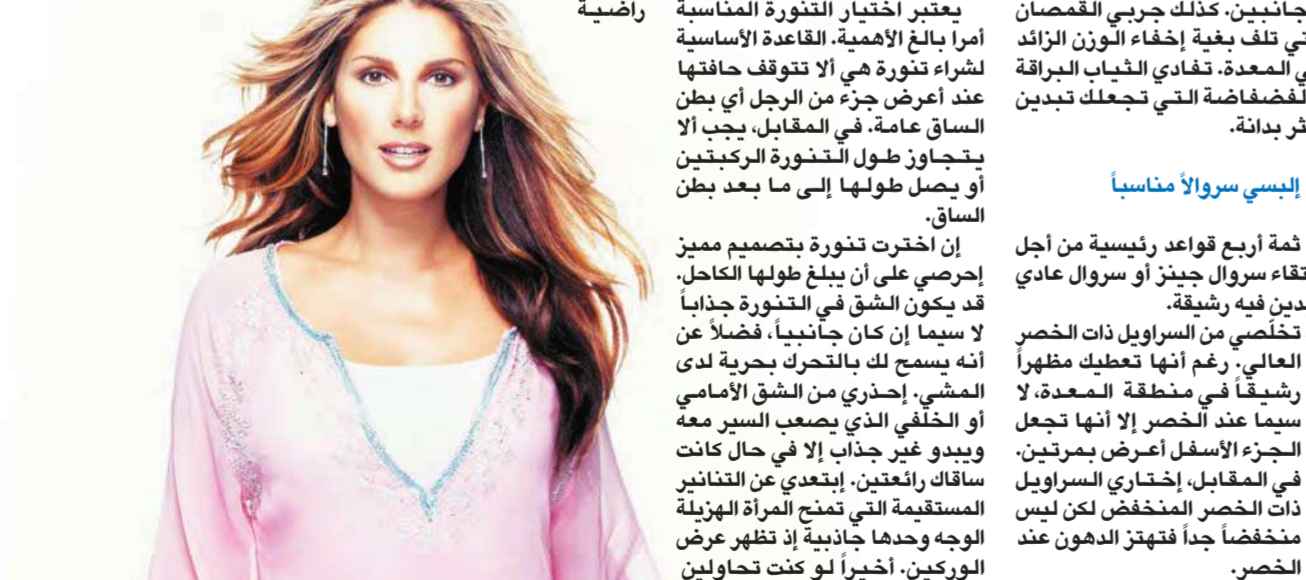 جانبين. كذلك جربي القمصان
تي تلف بغية إخفاء الوزن الزائد
ي المعدة. تفادي الثياب البراقة
لفضفاضة التي تجعلك تبدين
ثر بدانة.
إلبسي سروالاً مناسباً
ثمة أربع قواعد رئيسية من أجل
تقاء سروال جينز أو سروال عادي
دين فيه رشيقة.
تخلّصي من السراويل ذات الخصر
العالي. رغم أنها تعطيك مظهراً
رشيقاً في منطقة المعدة، لا
سيما عند الخصر إلا أنها تجعل
الجزء الأسفل أعرض بمرتين.
في المقابل، إختاري السراويل
ذات الخصر المنخفض لكن ليس
منخفضاً جداً فتهتز الدهون عند
الخصر.
يعتبر اختيار التنورة المناسبة
أمرا بالغ الأهمية. القاعدة الأساسية
لشراء تنورة هي ألا تتوقف حافتها
عند أعرض جزء من الرجل أي بطن
الساق عامة. في المقابل، يجب ألا
يتجاوز طول التنورة الركبتين
أو يصل طولها إلى ما بعد بطن
الساق.
إن اخترت تنورة بتصميم مميز
إحرصي على أن يبلغ طولها الكاحل.
قد يكون الشق في التنورة جذاباً
لا سيما إن كان جانبياً، فضلاً عن
أنه يسمح لك بالتحرك بحرية لدى
المشي. إحذري من الشق الأمامي
أو الخلفي الذي يصعب السير معه
ويبدو غير جذاب إلا في حال كانت
ساقاك رائعتين. إبتعدي عن التنانير
المستقيمة التي تمنح المرأة الهزيلة
الوجه وحدها جاذبية إذ تظهر عرض
الوركين. أخيراً لو كنت تحاولين
راضية